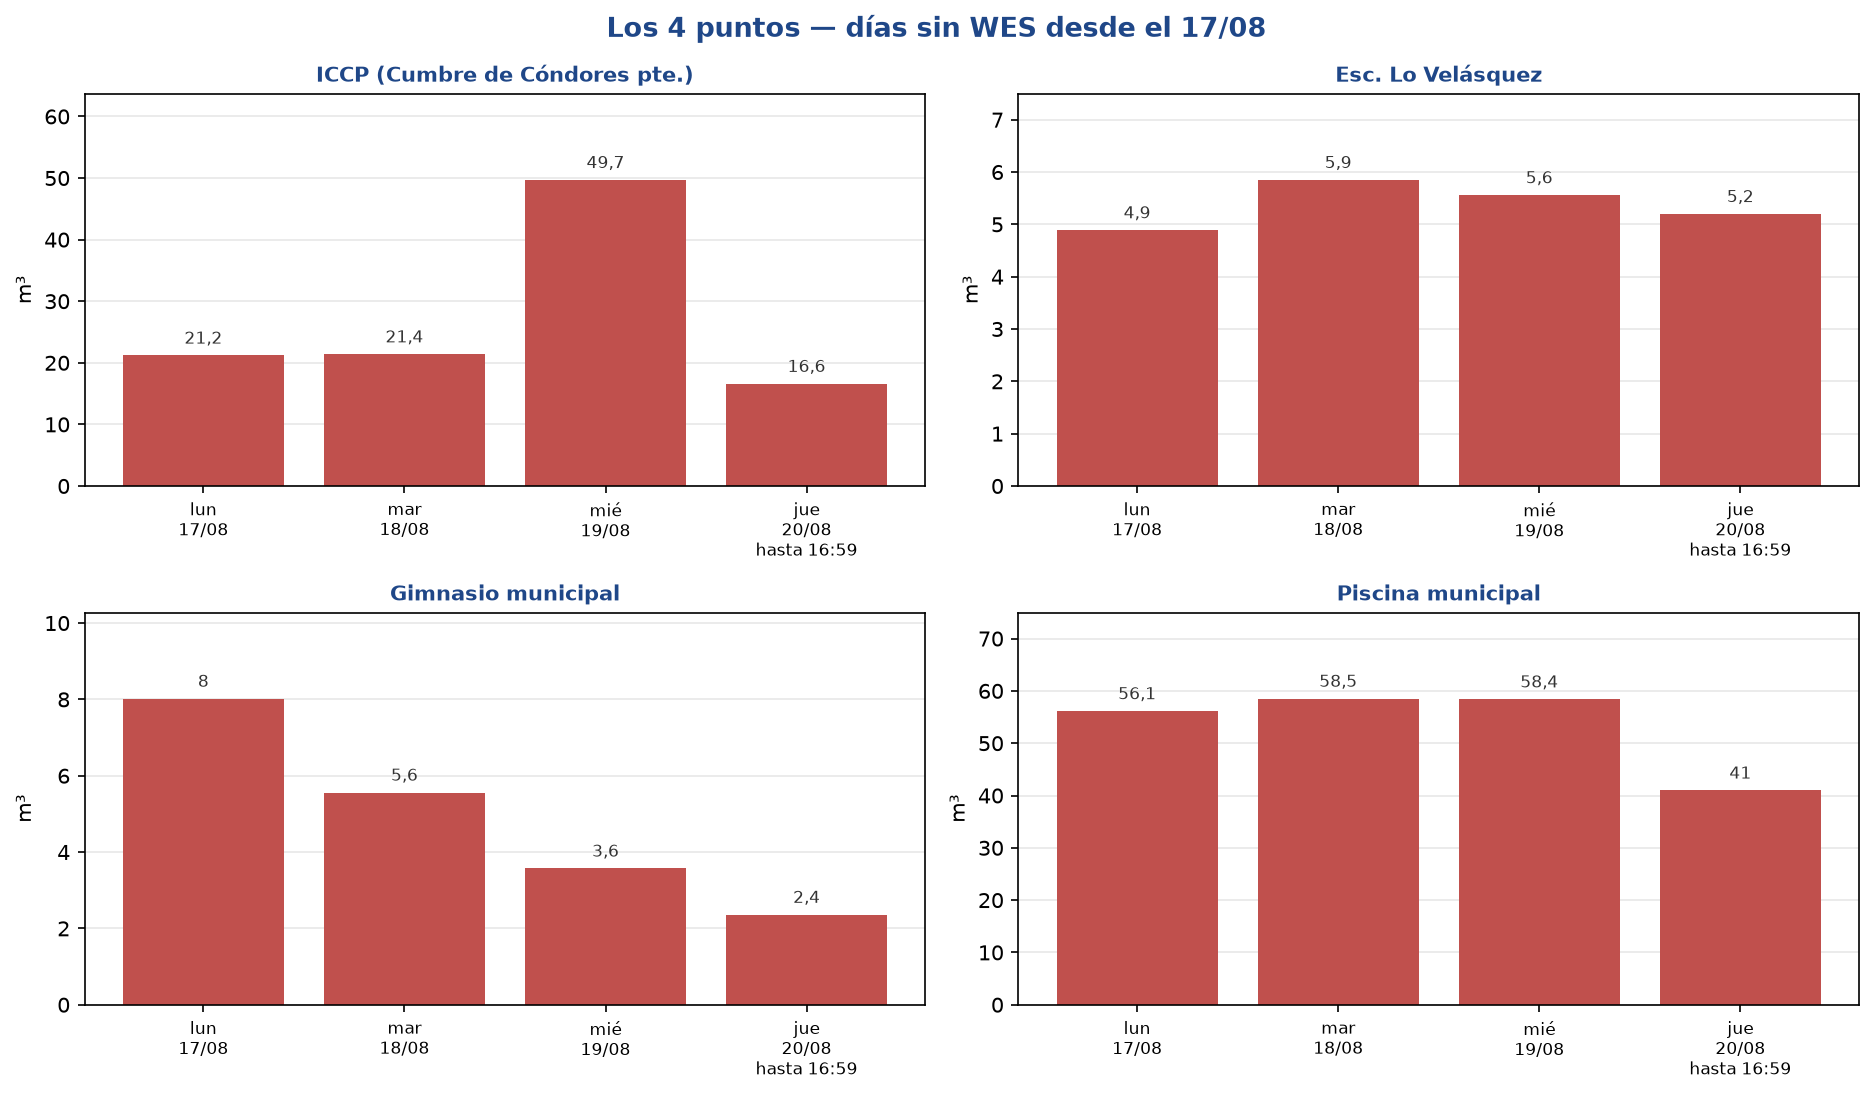 Los 4 puntos — días sin WES desde el 17/08
ICCP (Cumbre de Cóndores pte.)
m³
60
50
40
30
20
10
0
21,2
21,4
49,7
16,6
lun
17/08
mar
18/08
mié
19/08
jue
20/08
hasta 16:59
Esc. Lo Velásquez
m³
7
6
5
4
3
2
1
0
4,9
5,9
5,6
5,2
lun
17/08
mar
18/08
mié
19/08
jue
20/08
hasta 16:59
Gimnasio municipal
m³
10
8
6
4
2
0
8
5,6
3,6
2,4
lun
17/08
mar
18/08
mié
19/08
jue
20/08
hasta 16:59
Piscina municipal
m³
70
60
50
40
30
20
10
0
56,1
58,5
58,4
41
lun
17/08
mar
18/08
mié
19/08
jue
20/08
hasta 16:59